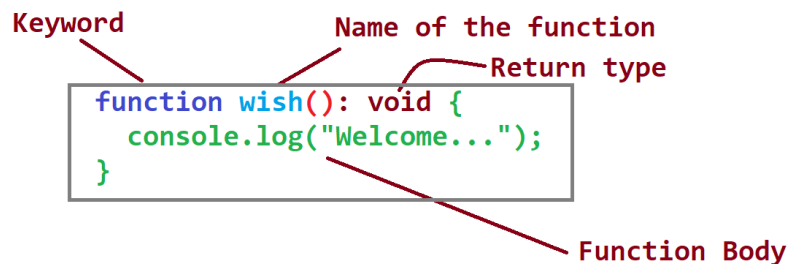 Keyword
Name of the function
Return type
function wish(): void {
console.log("Welcome...");
}
Function Body